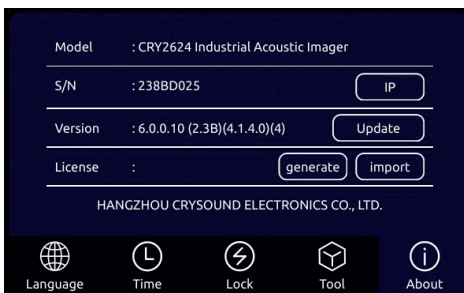 Model : CRY2624 Industrial Acoustic Imager
S/N : 238BD025 IP
Version : 6.0.0.10 (2.3B)(4.1.4.0)(4) Update
License : generate import
HANGZHOU CRYSOUND ELECTRONICS CO., LTD.
Language Time Lock Tool About